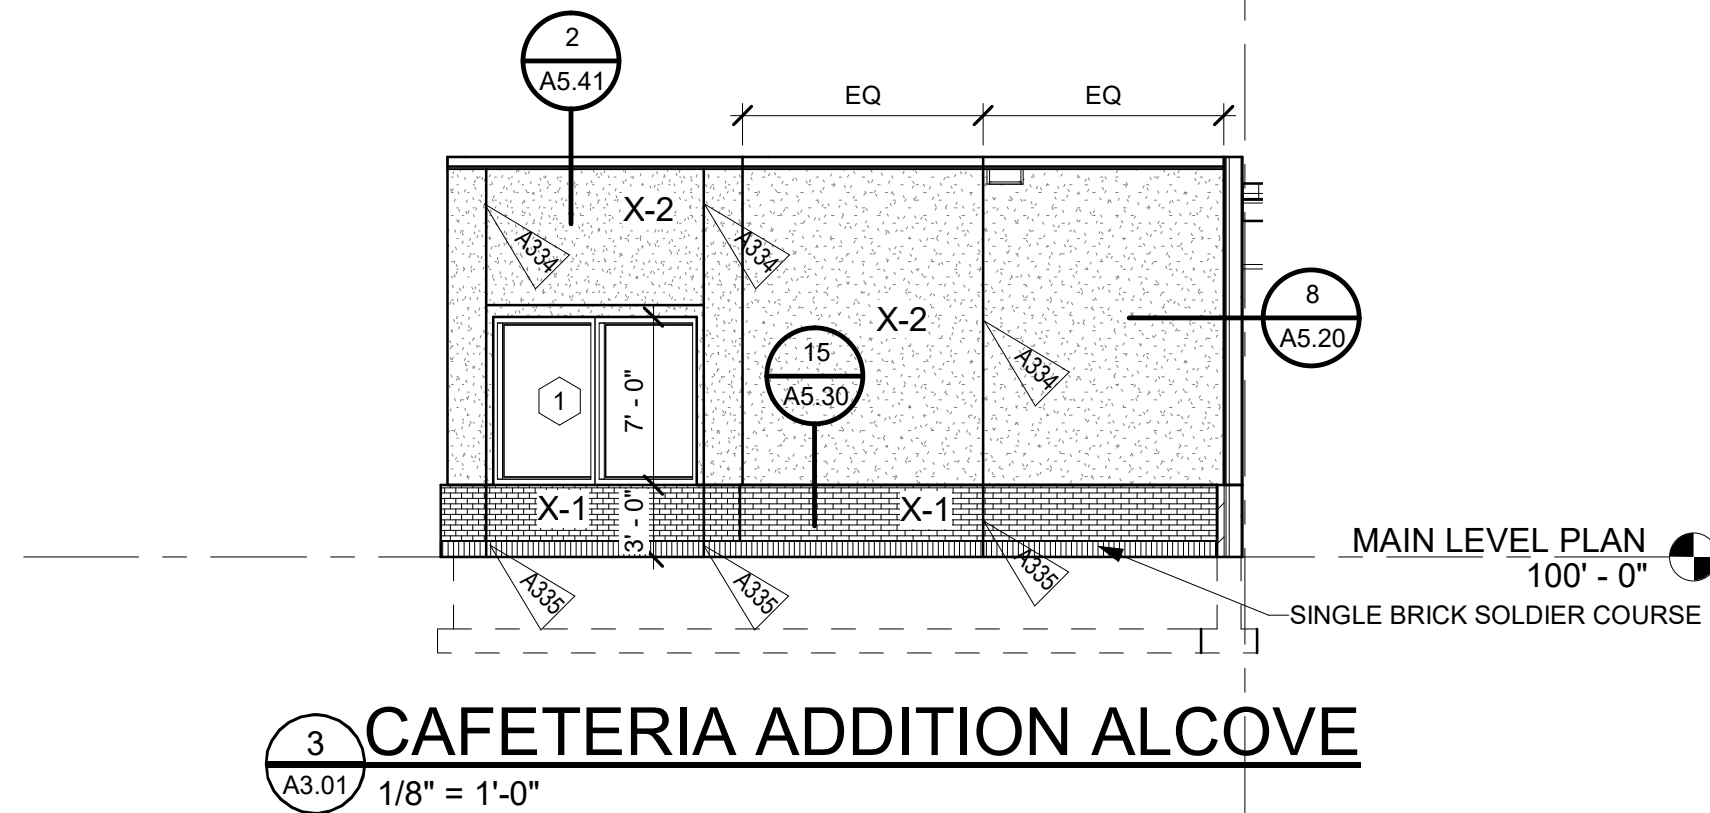 2
A5.41
EQ
EQ
X-2
A334
A334
X-2
8
A5.20
15
A5.30
A334
1
7' - 0"
X-1
3' - 0"
X-1
MAIN LEVEL PLAN
100' - 0"
A335
A335
A335
SINGLE BRICK SOLDIER COURSE
3
A3.01
CAFETERIA ADDITION ALCOVE
1/8" = 1'-0"